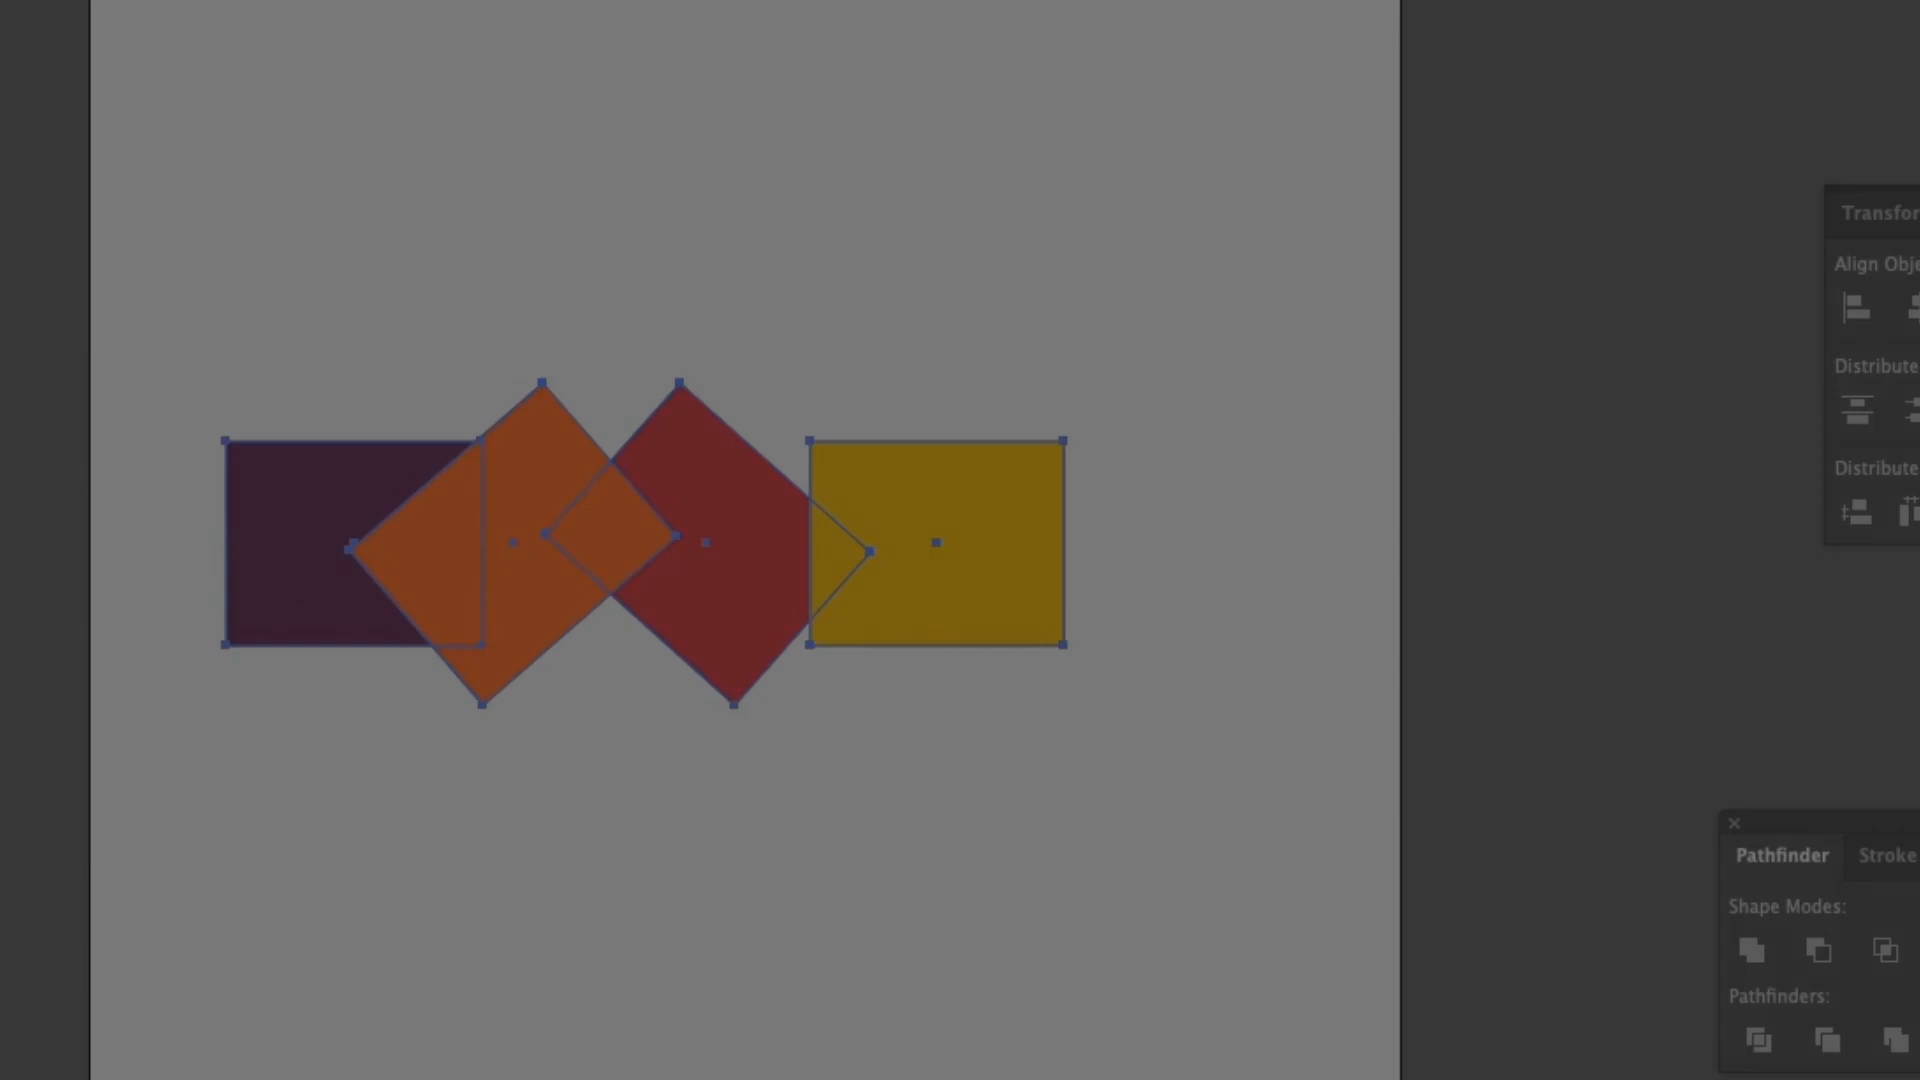 Transfor
Align Obje
Distribute
Distribute
Pathfinder Stroke
Shape Modes:
Pathfinders: